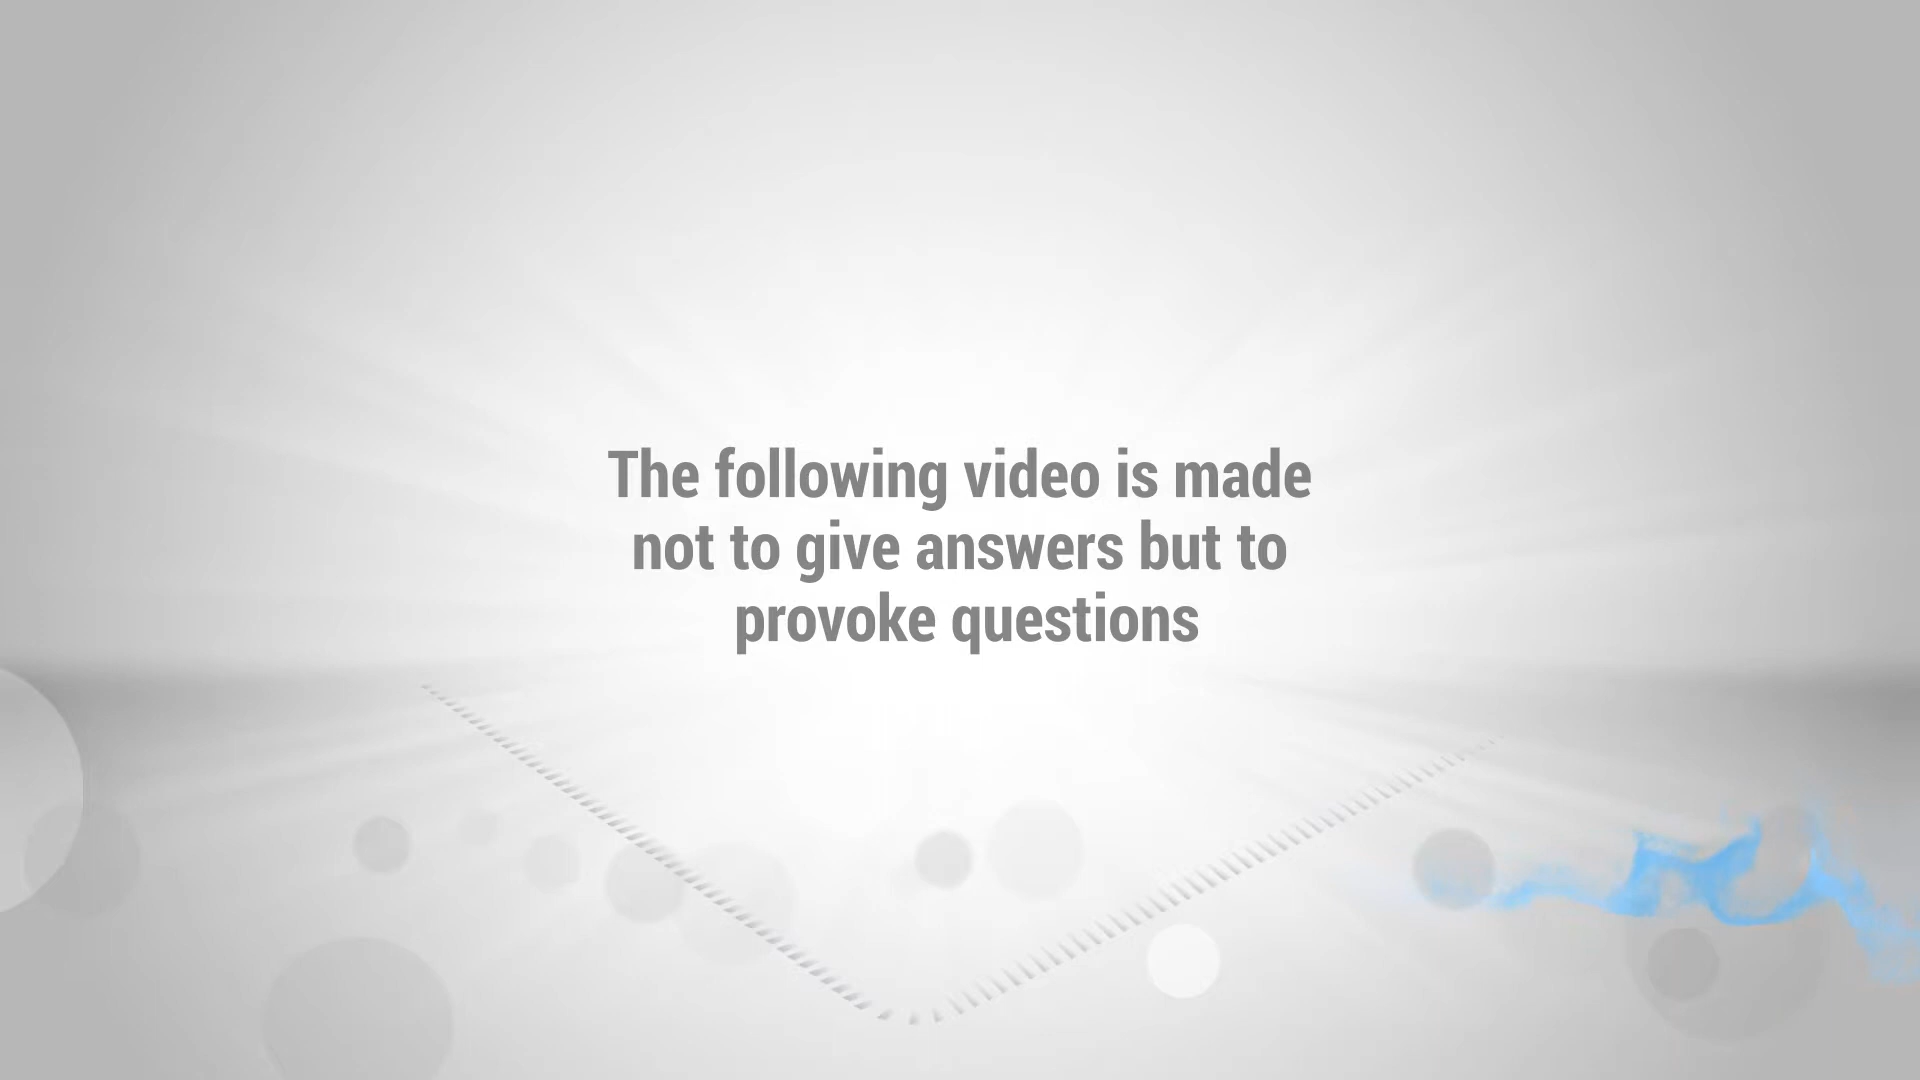 The following video is made
not to give answers but to
provoke questions